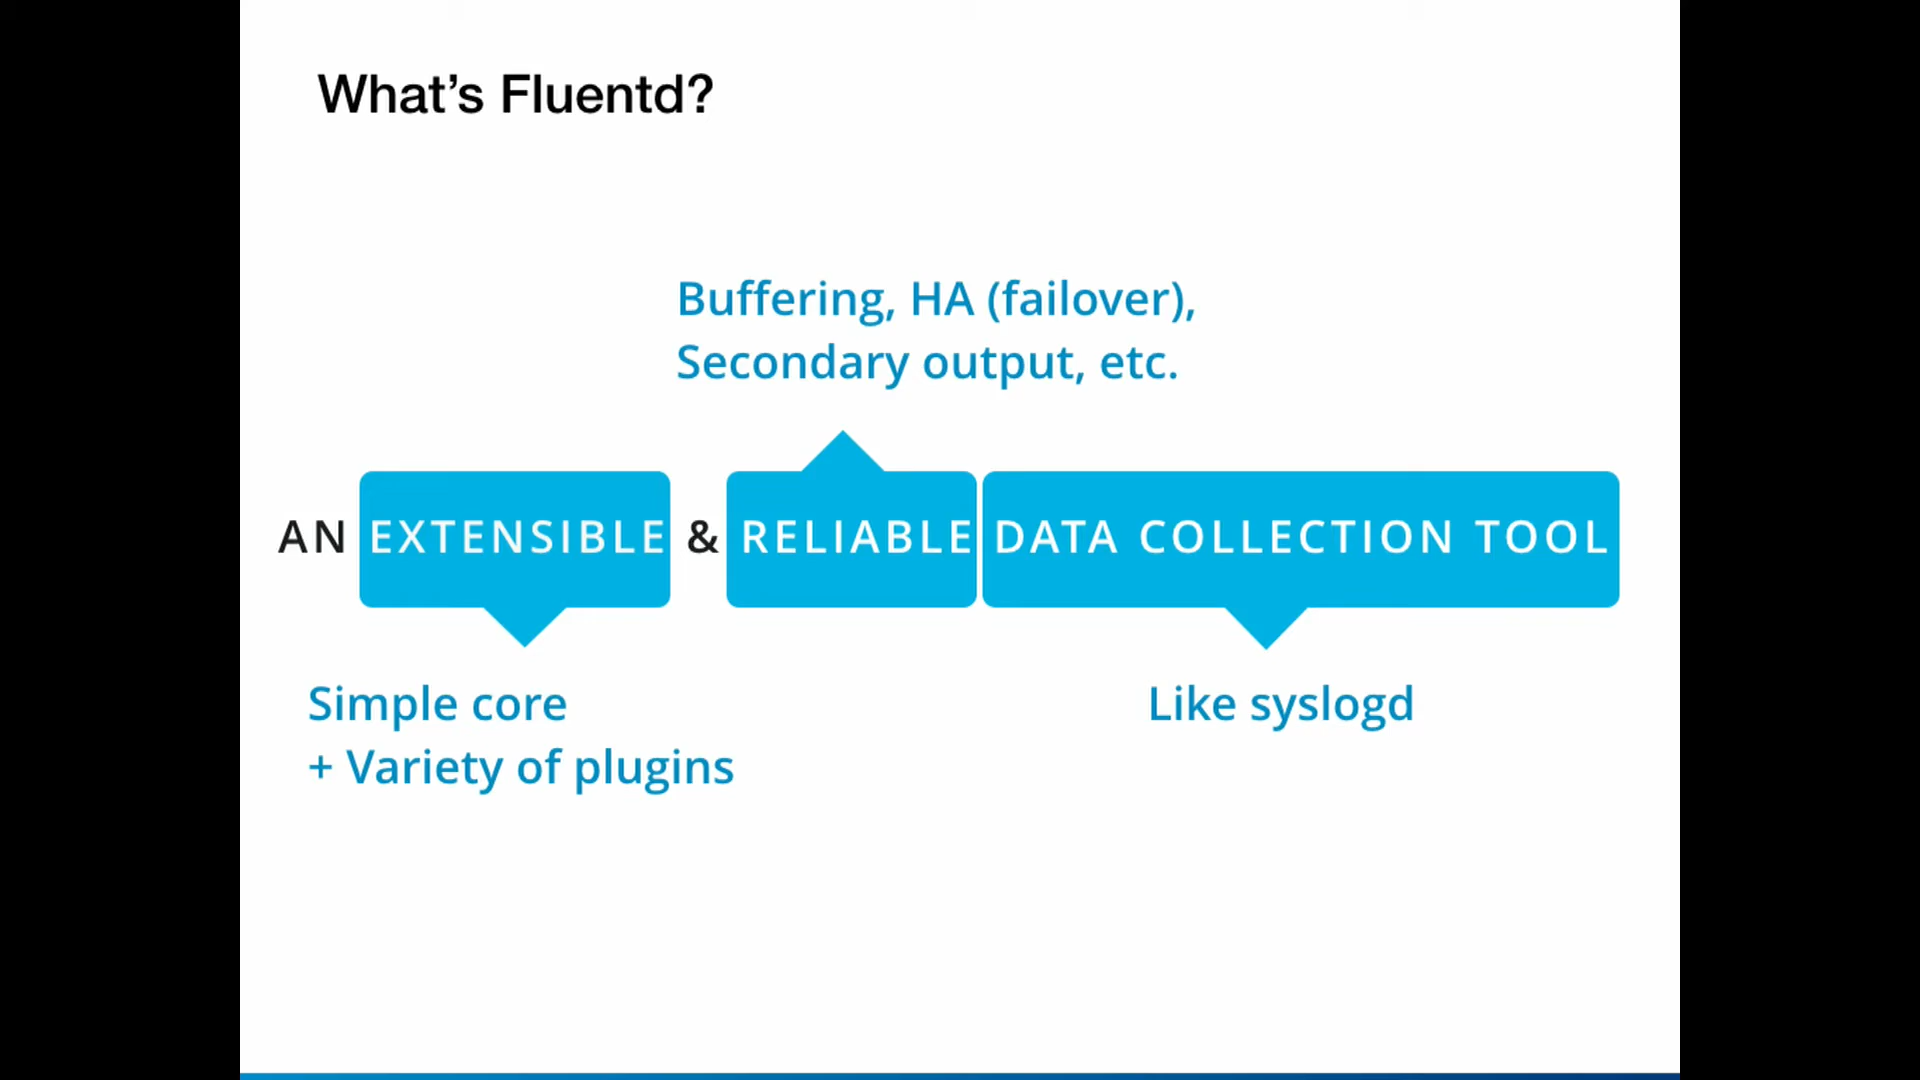 What's Fluentd?
Buffering, HA (failover),
Secondary output, etc.
AN EXTENSIBLE & RELIABLE DATA COLLECTION TOOL
Simple core
+ Variety of plugins
Like syslogd